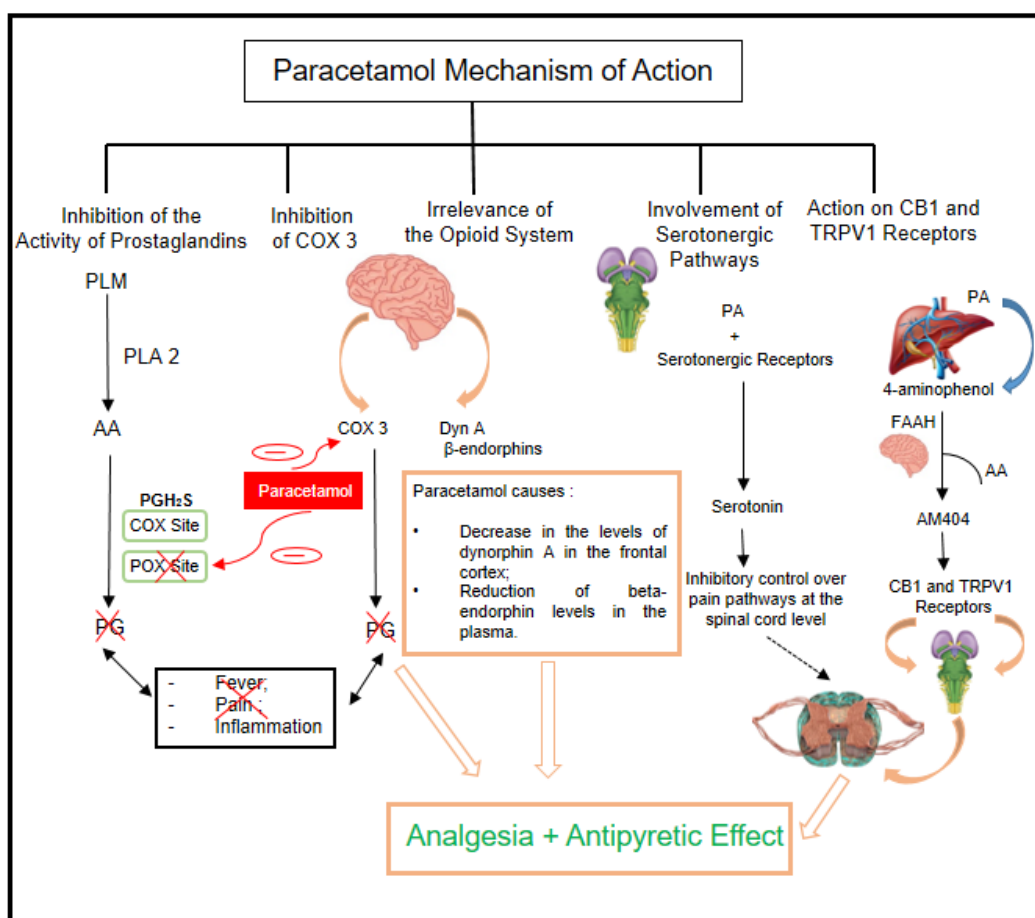 Paracetamol Mechanism of Action
Inhibition of the
Activity of Prostaglandins
PLM
PLA 2
AA
PGH₂S
COX Site
POX Site
PG
Inhibition
of COX 3
COX 3
Paracetamol
PG
- Fever;
- Pain ;
- Inflammation
Irrelevance of
the Opioid System
Dyn A
β-endorphins
Paracetamol causes :
• Decrease in the levels of
dynorphin A in the frontal
cortex;
• Reduction of beta-
endorphin levels in the
plasma.
Involvement of
Serotonergic
Pathways
PA
+
Serotonergic Receptors
Serotonin
Inhibitory control over
pain pathways at the
spinal cord level
Action on CB1 and
TRPV1 Receptors
PA
4-aminophenol
FAAH
AA
AM404
CB1 and TRPV1
Receptors
Analgesia + Antipyretic Effect